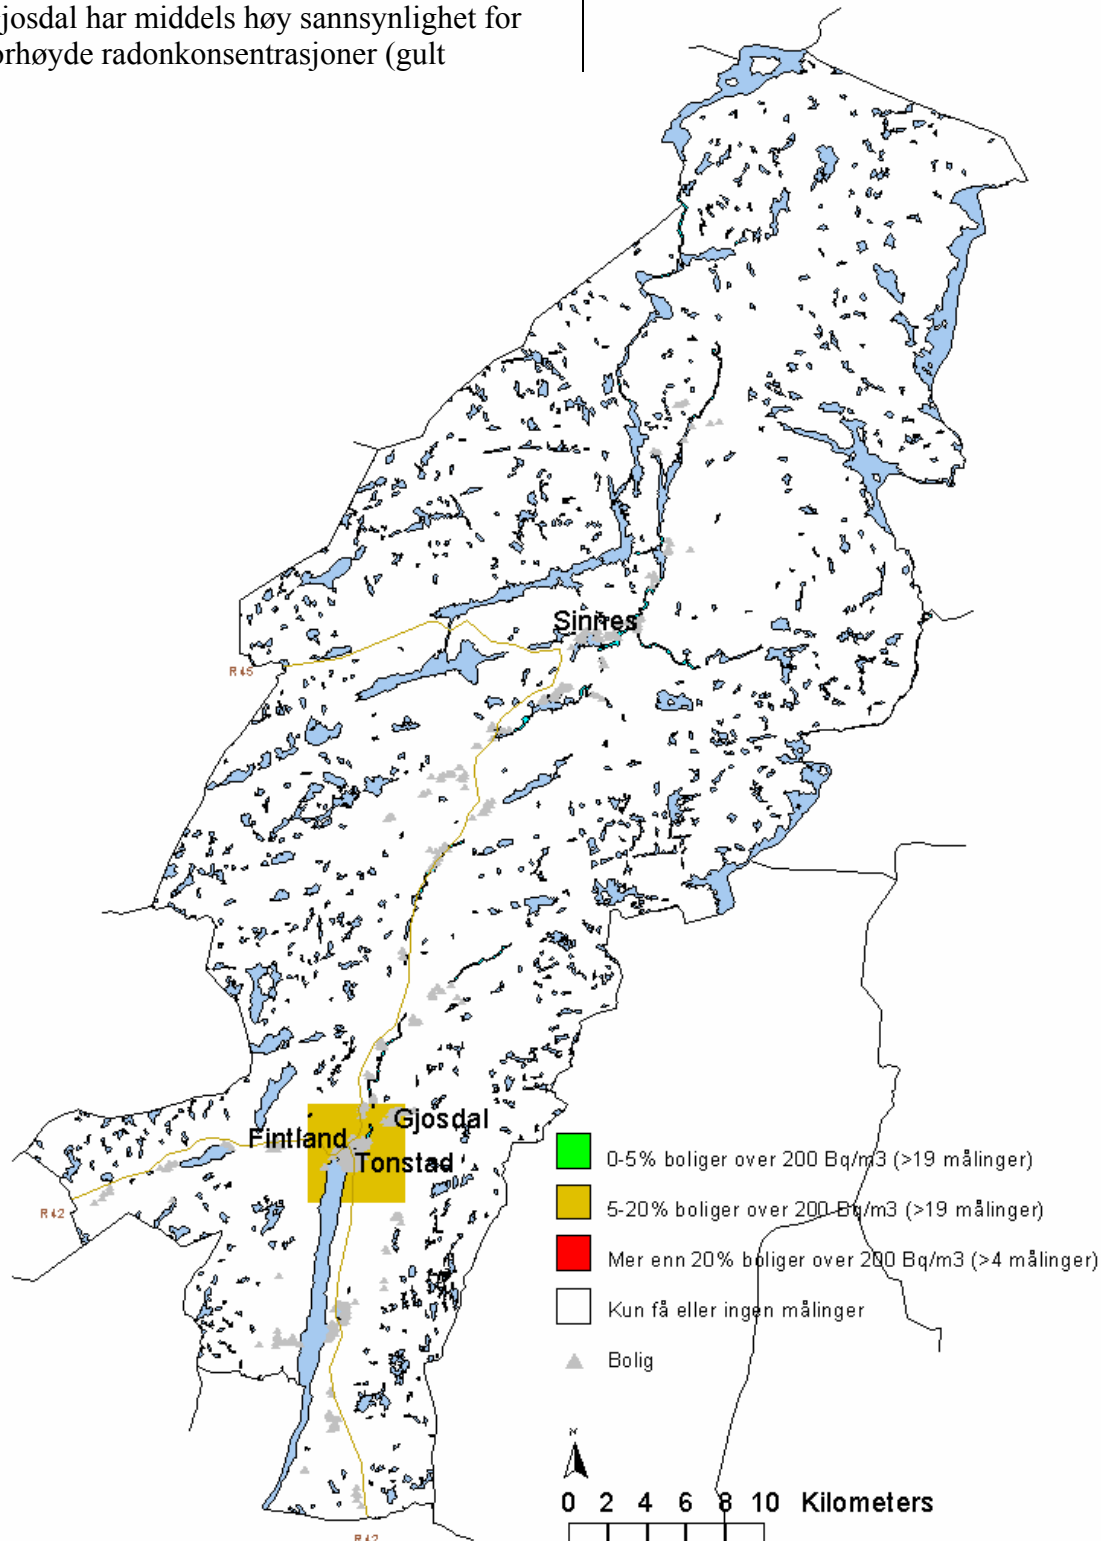 josdal har middels høy sannsynlighet for
orhøyde radonkonsentrasjoner (gult
Sinnes
R45
Gjosdal
Fintland
Tonstad
R42
0-5% boliger over 200 Bq/m3 (>19 målinger)
5-20% boliger over 200 Bq/m3 (>19 målinger)
Mer enn 20% boliger over 200 Bq/m3 (>4 målinger)
Kun få eller ingen målinger
Bolig
N
0 2 4 6 8 10 Kilometers
R42